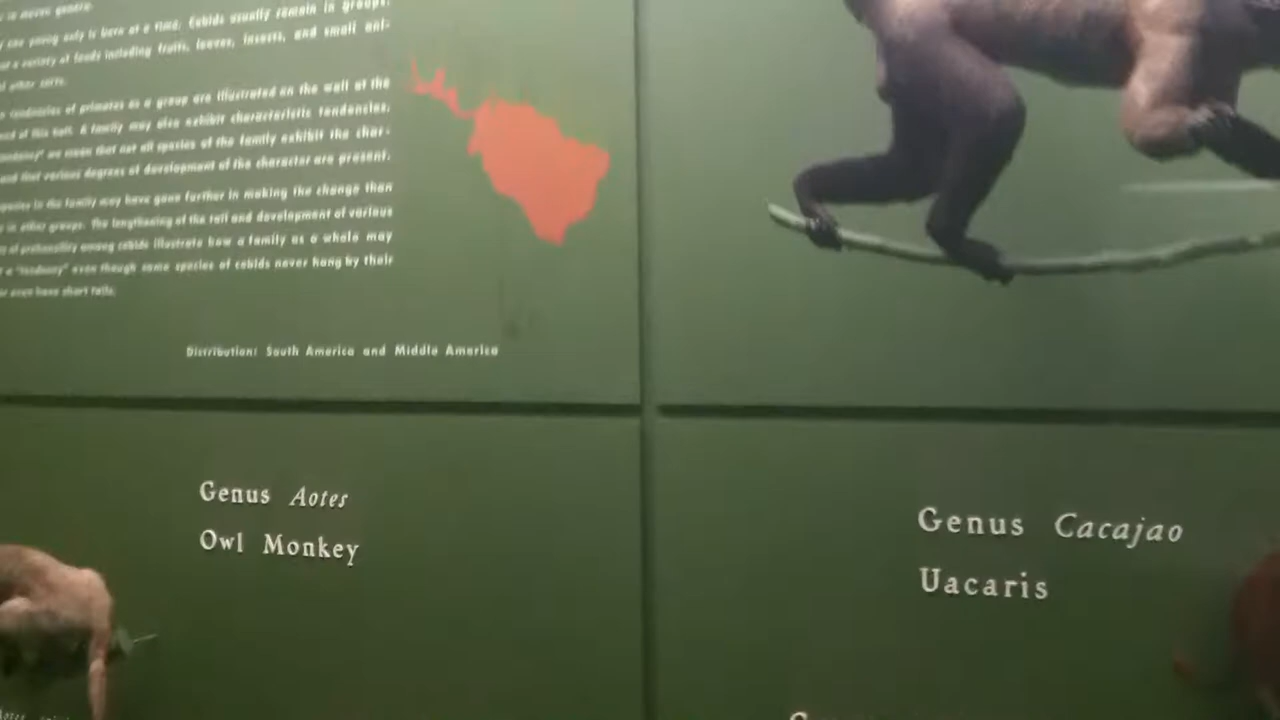 in moven genera.
one young only is born at a time. Cebids usually remain in groups.
a variety of foods including fruits, leaves, insects, and small ani-
other sorts.
tendencies of primates as a group are illustrated on the wall at the
end of this hall. A family may also exhibit characteristic tendencies.
we mean that not all species of the family exhibit the char-
and that various degrees of development of the character are present.
species in the family may have gone further in making the change than
in other groups. The lengthening of the tail and development of various
of prehensility among cebids illustrate how a family as a whole may
a "tendency" even though some species of cebids never hang by their
or even have short tails.
Distribution: South America and Middle America
Genus Aotes
Owl Monkey
Genus Cacajao
Uacaris